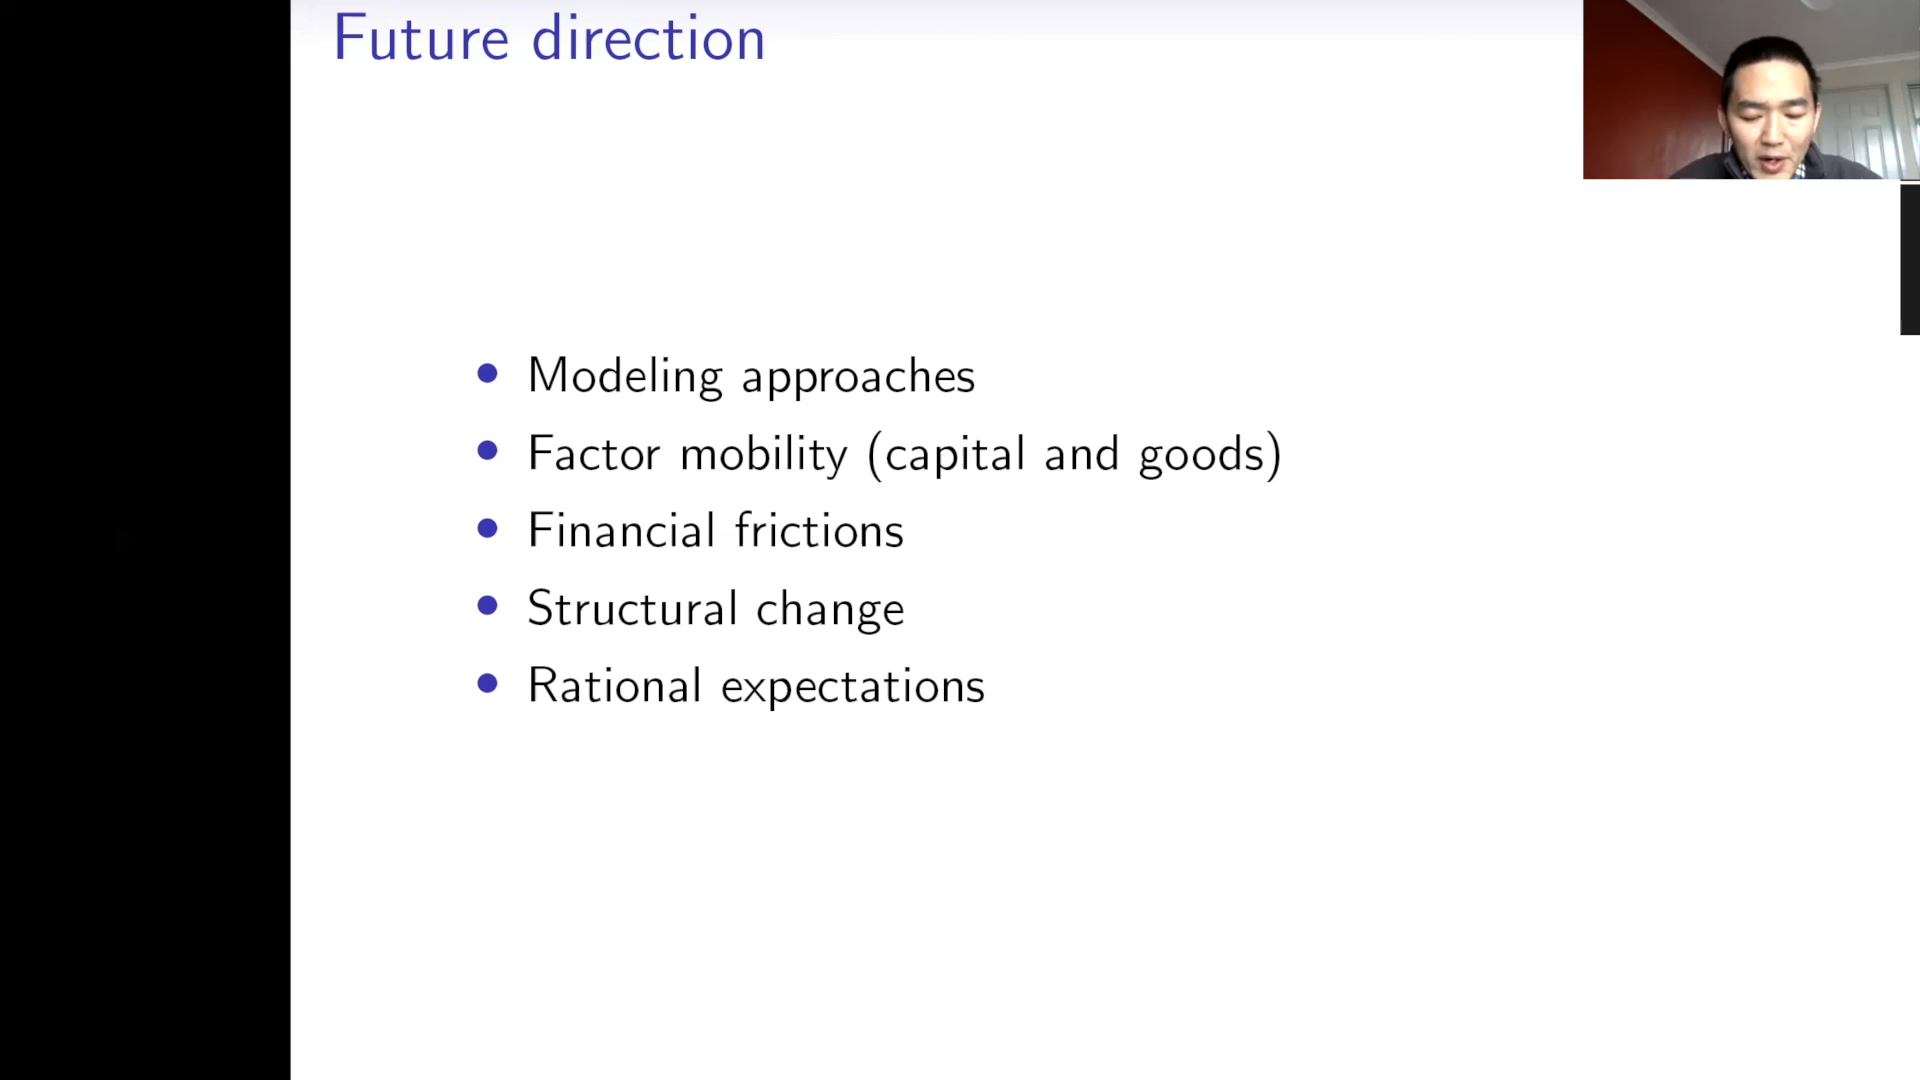 Future direction
• Modeling approaches
• Factor mobility (capital and goods)
• Financial frictions
• Structural change
• Rational expectations